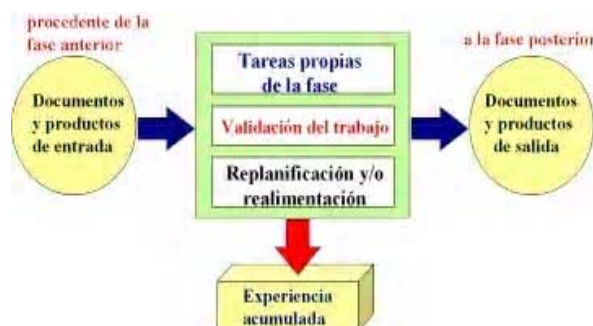 procedente de la
fase anterior
Documentos
y productos
de entrada
Tareas propias
de la fase
Validación del trabajo
Replanificación y/o
realimentación
a la fase posterior
Documentos
y productos
de salida
Experiencia
acumulada